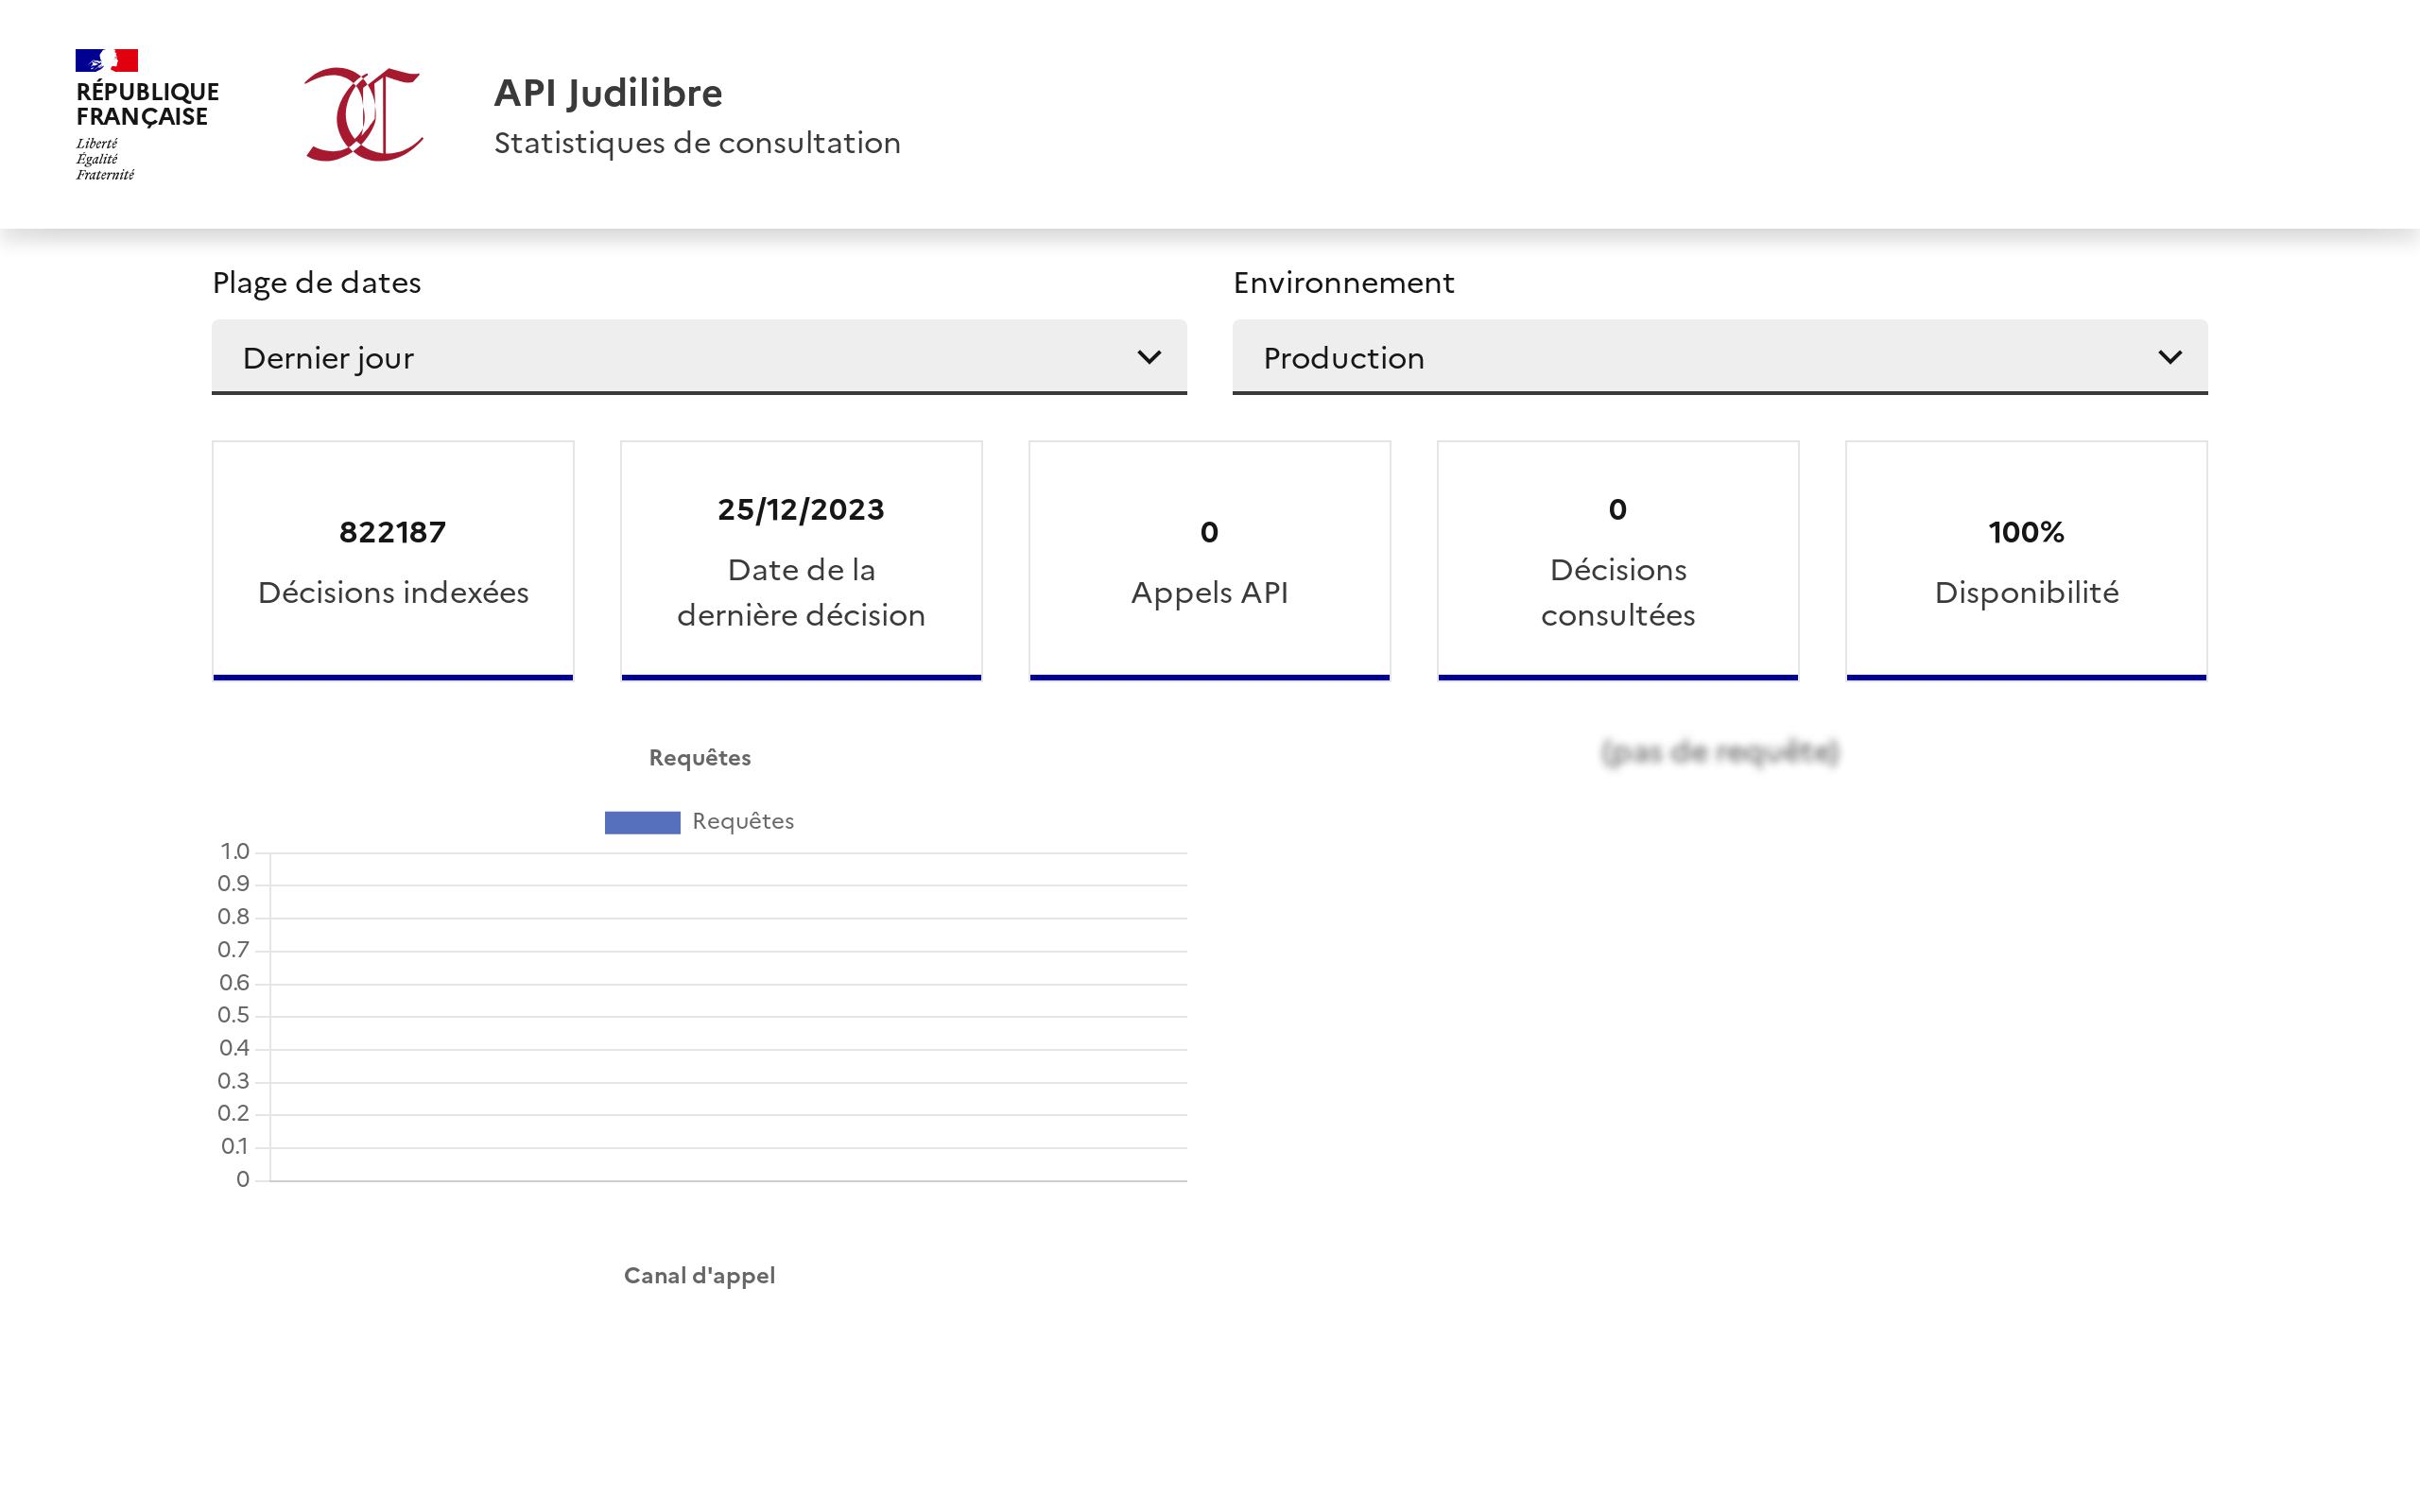 RÉPUBLIQUE
FRANÇAISE
Liberté
Égalité
Fraternité
API Judilibre
Statistiques de consultation
Plage de dates
Environnement
Dernier jour
Production
822187
Décisions indexées
25/12/2023
Date de la
dernière décision
0
Appels API
0
Décisions
consultées
100%
Disponibilité
Requêtes
(pas de requête)
Requêtes
1.0
0.9
0.8
0.7
0.6
0.5
0.4
0.3
0.2
0.1
0
Canal d'appel